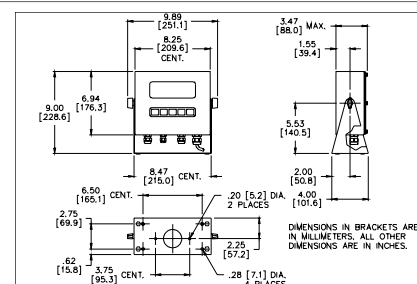 9.89
[251.1]
8.25
[209.6]
CENT.
3.47 MAX.
[88.0]
1.55
[39.4]
9.00
[228.6]
6.94
[176.3]
5.53
[140.5]
8.47
[215.0] CENT.
2.00
[50.8]
4.00
[101.6]
6.50 CENT.
[165.1]
.20 [5.2] DIA.
2 PLACES
2.75
[69.9]
2.25
[57.2]
.62
[15.8]
3.75 CENT.
[95.3]
.28 [7.1] DIA.
4 PLACES
DIMENSIONS IN BRACKETS ARE
IN MILLIMETERS, ALL OTHER
DIMENSIONS ARE IN INCHES.